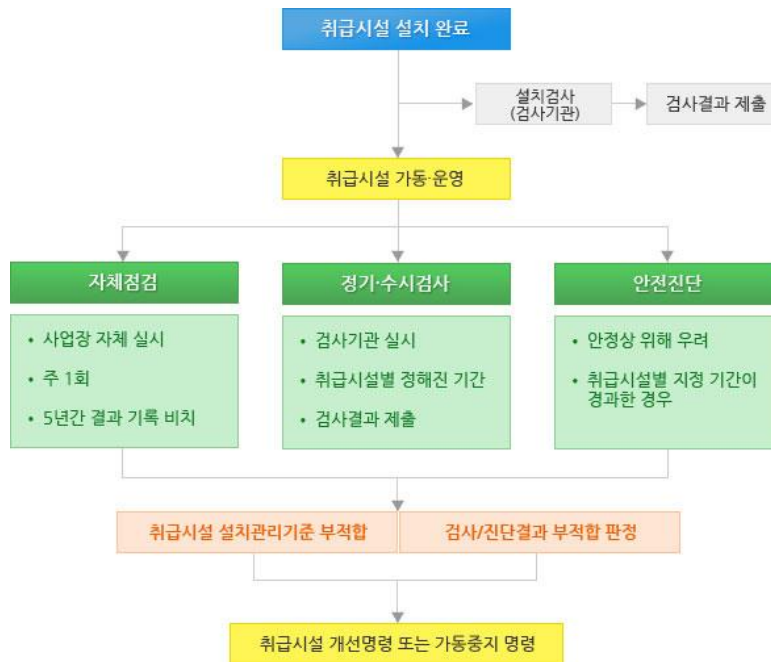 취급시설 설치 완료
설치검사
(검사기관)
검사결과 제출
취급시설 가동·운영
자체점검
• 사업장 자체 실시
• 주 1회
• 5년간 결과 기록 비치
정기·수시검사
• 검사기관 실시
• 취급시설별 정해진 기간
• 검사결과 제출
안전진단
• 안정상 위해 우려
• 취급시설별 지정 기간이
경과한 경우
취급시설 설치관리기준 부적합
검사/진단결과 부적합 판정
취급시설 개선명령 또는 가동중지 명령